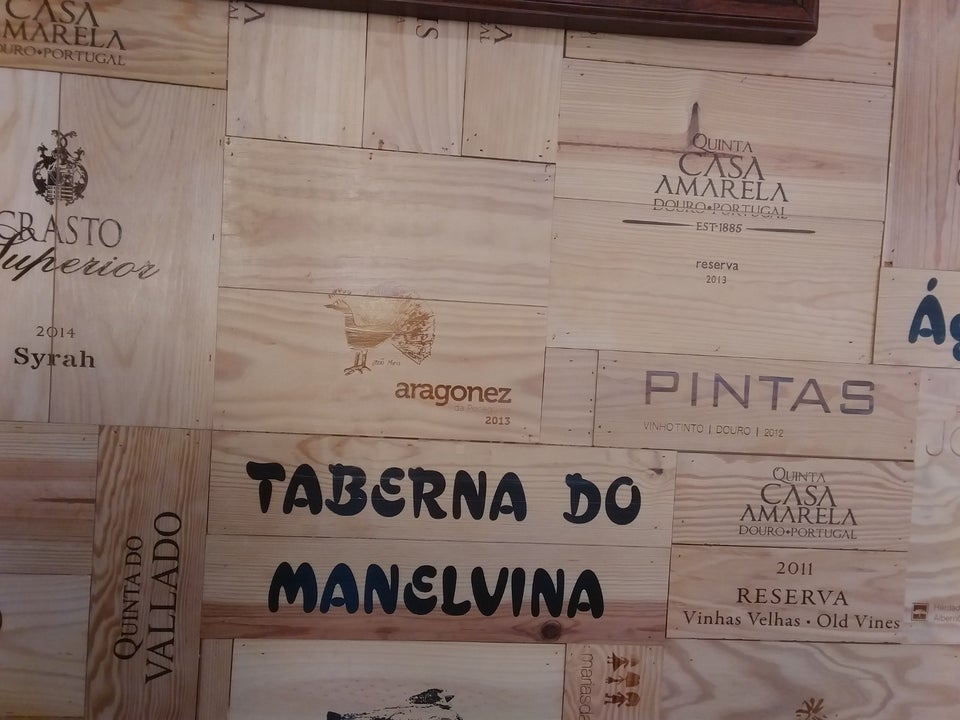 CASA
AMARELA
DOURO•PORTUGAL
CRASTO
Superior
2014
Syrah
aragonez
2013
QUINTA
CASA
AMARELA
DOURO•PORTUGAL
EST·1885
reserva
2013
PINTAS
VINHO TINTO | DOURO | 2012
TABERNA DO
MANELVINA
QUINTA DO
VALLADO
QUINTA
CASA
AMARELA
DOURO•PORTUGAL
2011
RESERVA
Vinhas Velhas • Old Vines